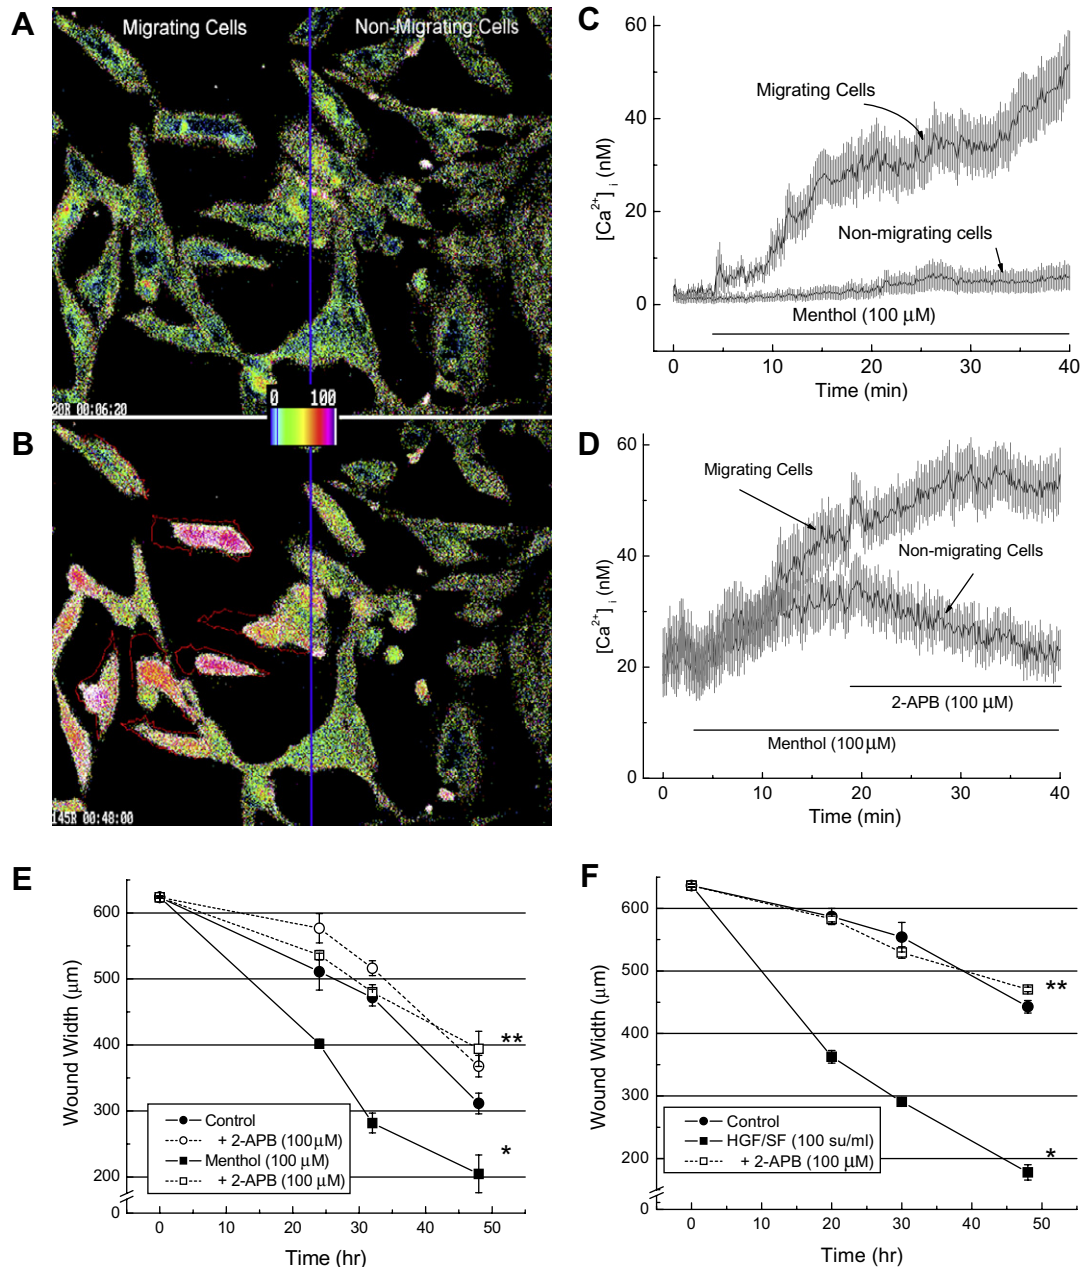 A
Migrating Cells
Non-Migrating Cells
20R 00:06:20
0 100
B
145R 00:48:00
C
60
40
20
0
[Ca2+] i (nM)
Migrating Cells
Non-migrating cells
Menthol (100 µM)
0 10 20 30 40
Time (min)
D
60
40
20
0
[Ca2+] i (nM)
Migrating Cells
Non-migrating Cells
2-APB (100 µM)
Menthol (100µM)
0 10 20 30 40
Time (min)
E
600
500
400
300
200
0
Wound Width (µm)
**
*
Control
+ 2-APB (100µM)
Menthol (100 µM)
+ 2-APB (100 µM)
0 10 20 30 40 50
Time (hr)
F
600
500
400
300
200
0
Wound Width (µm)
**
*
Control
HGF/SF (100 su/ml)
+ 2-APB (100 µM)
0 10 20 30 40 50
Time (hr)